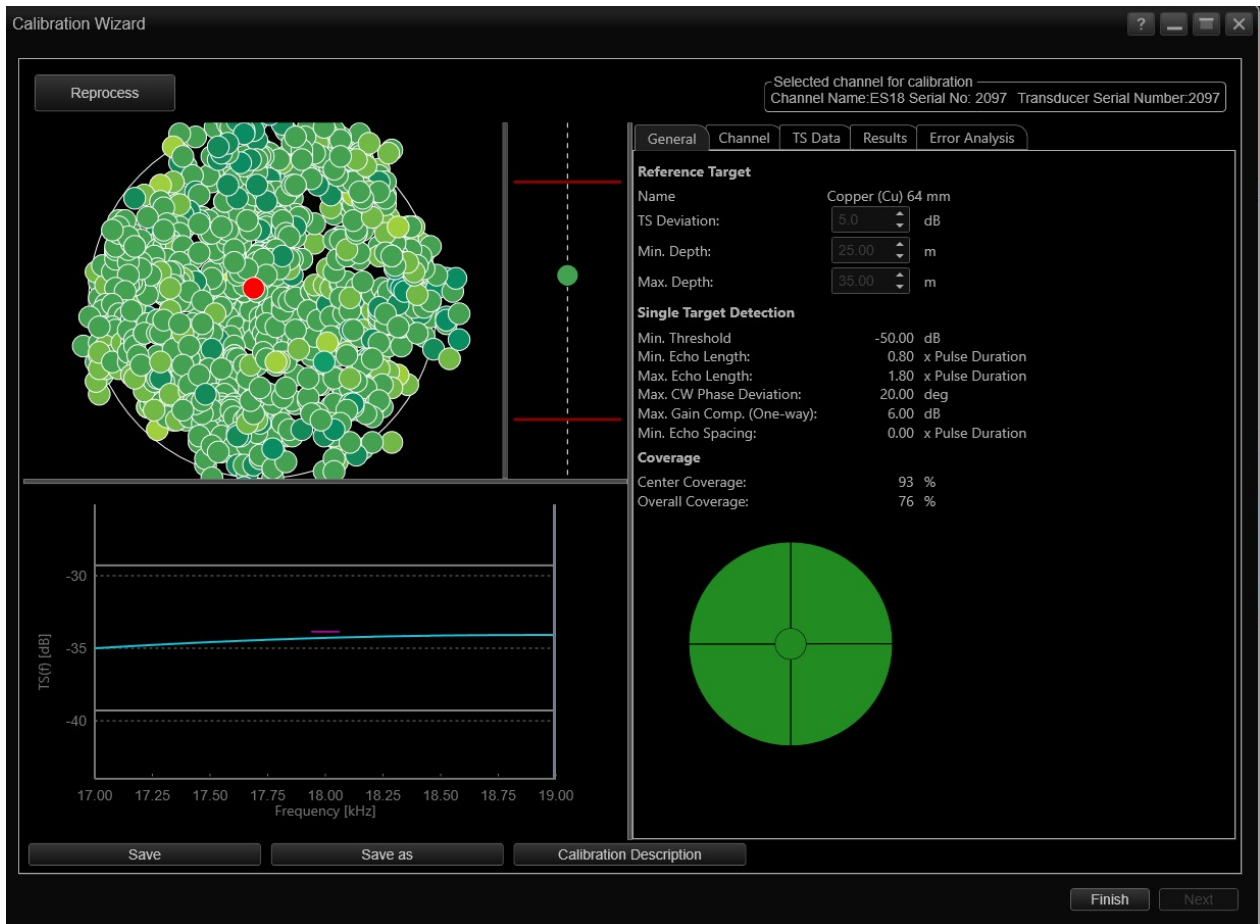 Calibration Wizard
?
Reprocess
Selected channel for calibration
Channel Name:ES18 Serial No: 2097 Transducer Serial Number:2097
General Channel TS Data Results Error Analysis
Reference Target
Name Copper (Cu) 64 mm
TS Deviation: 5.0 dB
Min. Depth: 25.00 m
Max. Depth: 35.00 m
Single Target Detection
Min. Threshold -50.00 dB
Min. Echo Length: 0.80 x Pulse Duration
Max. Echo Length: 1.80 x Pulse Duration
Max. CW Phase Deviation: 20.00 deg
Max. Gain Comp. (One-way): 6.00 dB
Min. Echo Spacing: 0.00 x Pulse Duration
Coverage
Center Coverage: 93 %
Overall Coverage: 76 %
TS(f) [dB]
-30
-35
-40
17.00 17.25 17.50 17.75 18.00 18.25 18.50 18.75 19.00
Frequency [kHz]
Save Save as Calibration Description
Finish Next